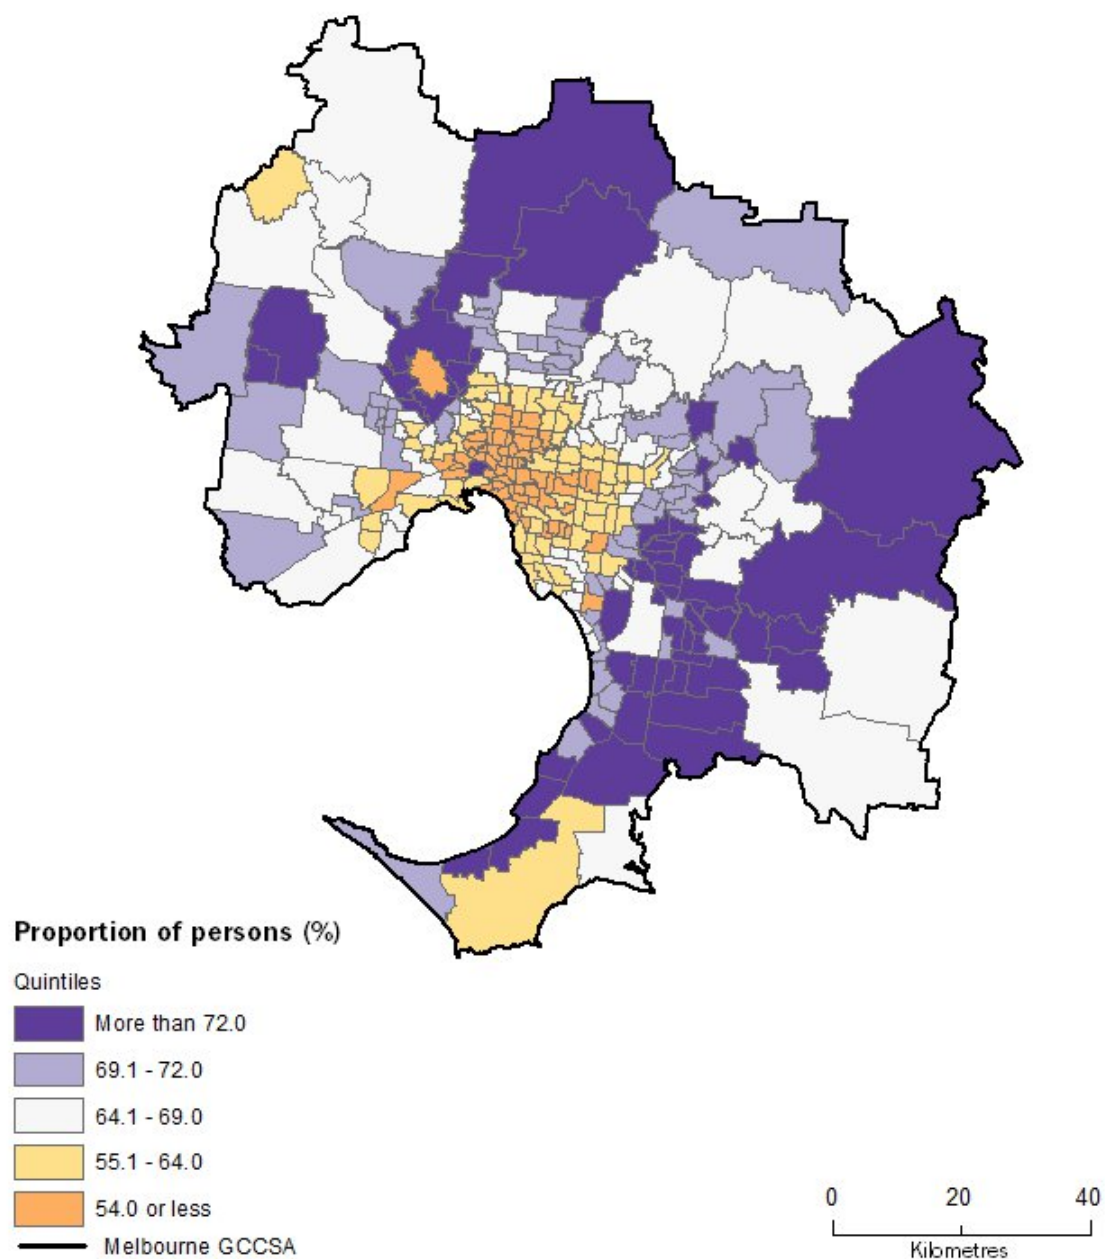 Proportion of persons (%)
Quintiles
More than 72.0
69.1 - 72.0
64.1 - 69.0
55.1 - 64.0
54.0 or less
Melbourne GCCSA
0 20 40
Kilometres